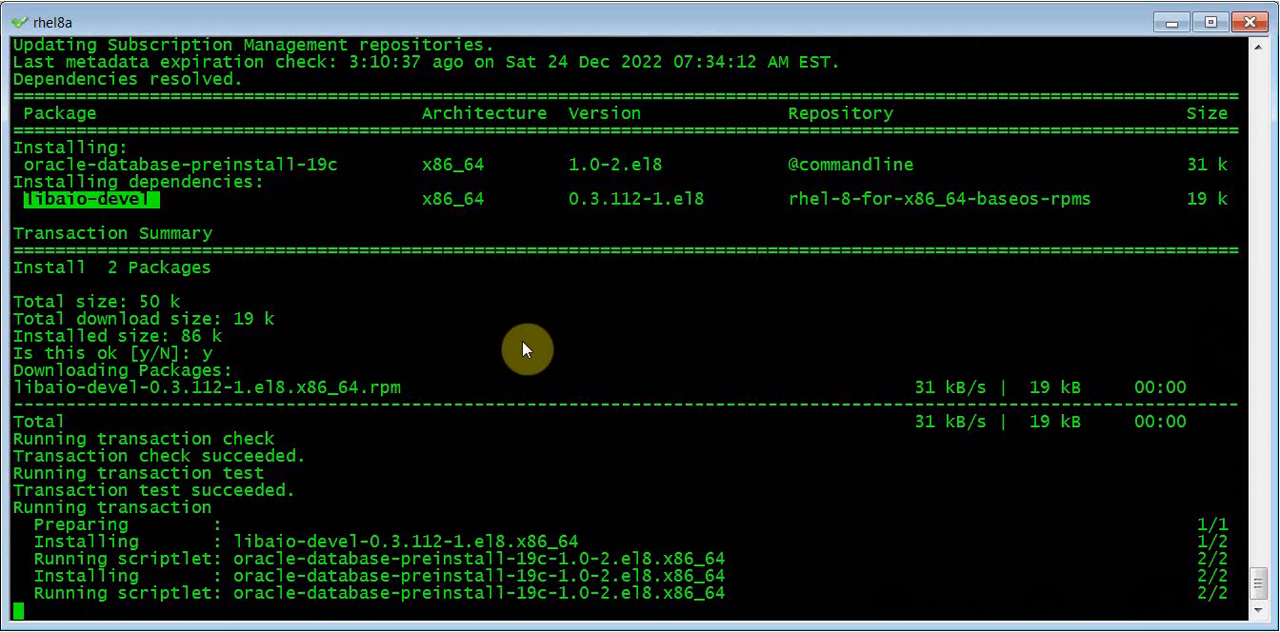 rhel8a
Updating Subscription Management repositories.
Last metadata expiration check: 3:10:37 ago on Sat 24 Dec 2022 07:34:12 AM EST.
Dependencies resolved.
================================================================================
Package Architecture Version Repository Size
================================================================================
Installing:
oracle-database-preinstall-19c x86_64 1.0-2.el8 @commandline 31 k
Installing dependencies:
libaio-devel x86_64 0.3.112-1.el8 rhel-8-for-x86_64-baseos-rpms 19 k
Transaction Summary
================================================================================
Install 2 Packages
Total size: 50 k
Total download size: 19 k
Installed size: 86 k
Is this ok [y/N]: y
Downloading Packages:
libaio-devel-0.3.112-1.el8.x86_64.rpm 31 kB/s | 19 kB 00:00
--------------------------------------------------------------------------------
Total 31 kB/s | 19 kB 00:00
Running transaction check
Transaction check succeeded.
Running transaction test
Transaction test succeeded.
Running transaction
Preparing : 1/1
Installing : libaio-devel-0.3.112-1.el8.x86_64 1/2
Running scriptlet: oracle-database-preinstall-19c-1.0-2.el8.x86_64 2/2
Installing : oracle-database-preinstall-19c-1.0-2.el8.x86_64 2/2
Running scriptlet: oracle-database-preinstall-19c-1.0-2.el8.x86_64 2/2